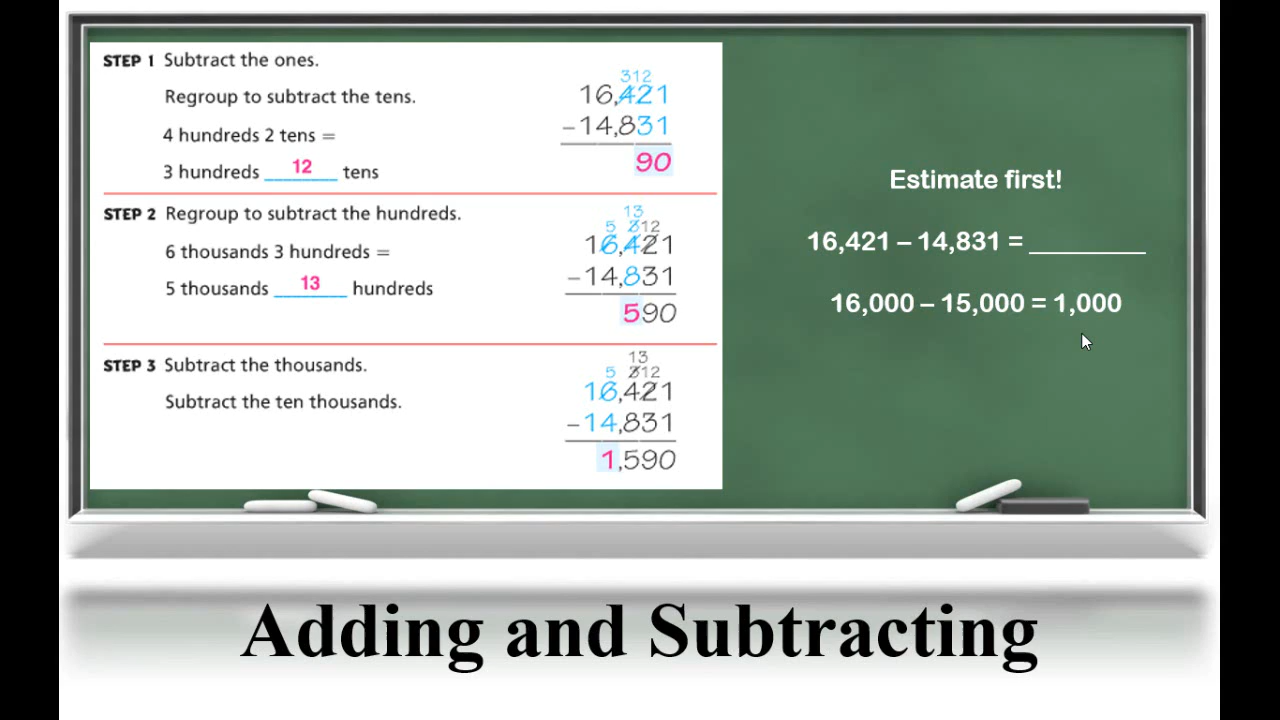 STEP 1 Subtract the ones.
Regroup to subtract the tens.
4 hundreds 2 tens =
3 hundreds 12 tens
312
16,421
−14,831
90
STEP 2 Regroup to subtract the hundreds.
6 thousands 3 hundreds =
5 thousands 13 hundreds
13
5 312
16,421
−14,831
590
STEP 3 Subtract the thousands.
Subtract the ten thousands.
13
5 312
16,421
−14,831
1,590
Estimate first!
16,421 – 14,831 = ________
16,000 – 15,000 = 1,000
Adding and Subtracting